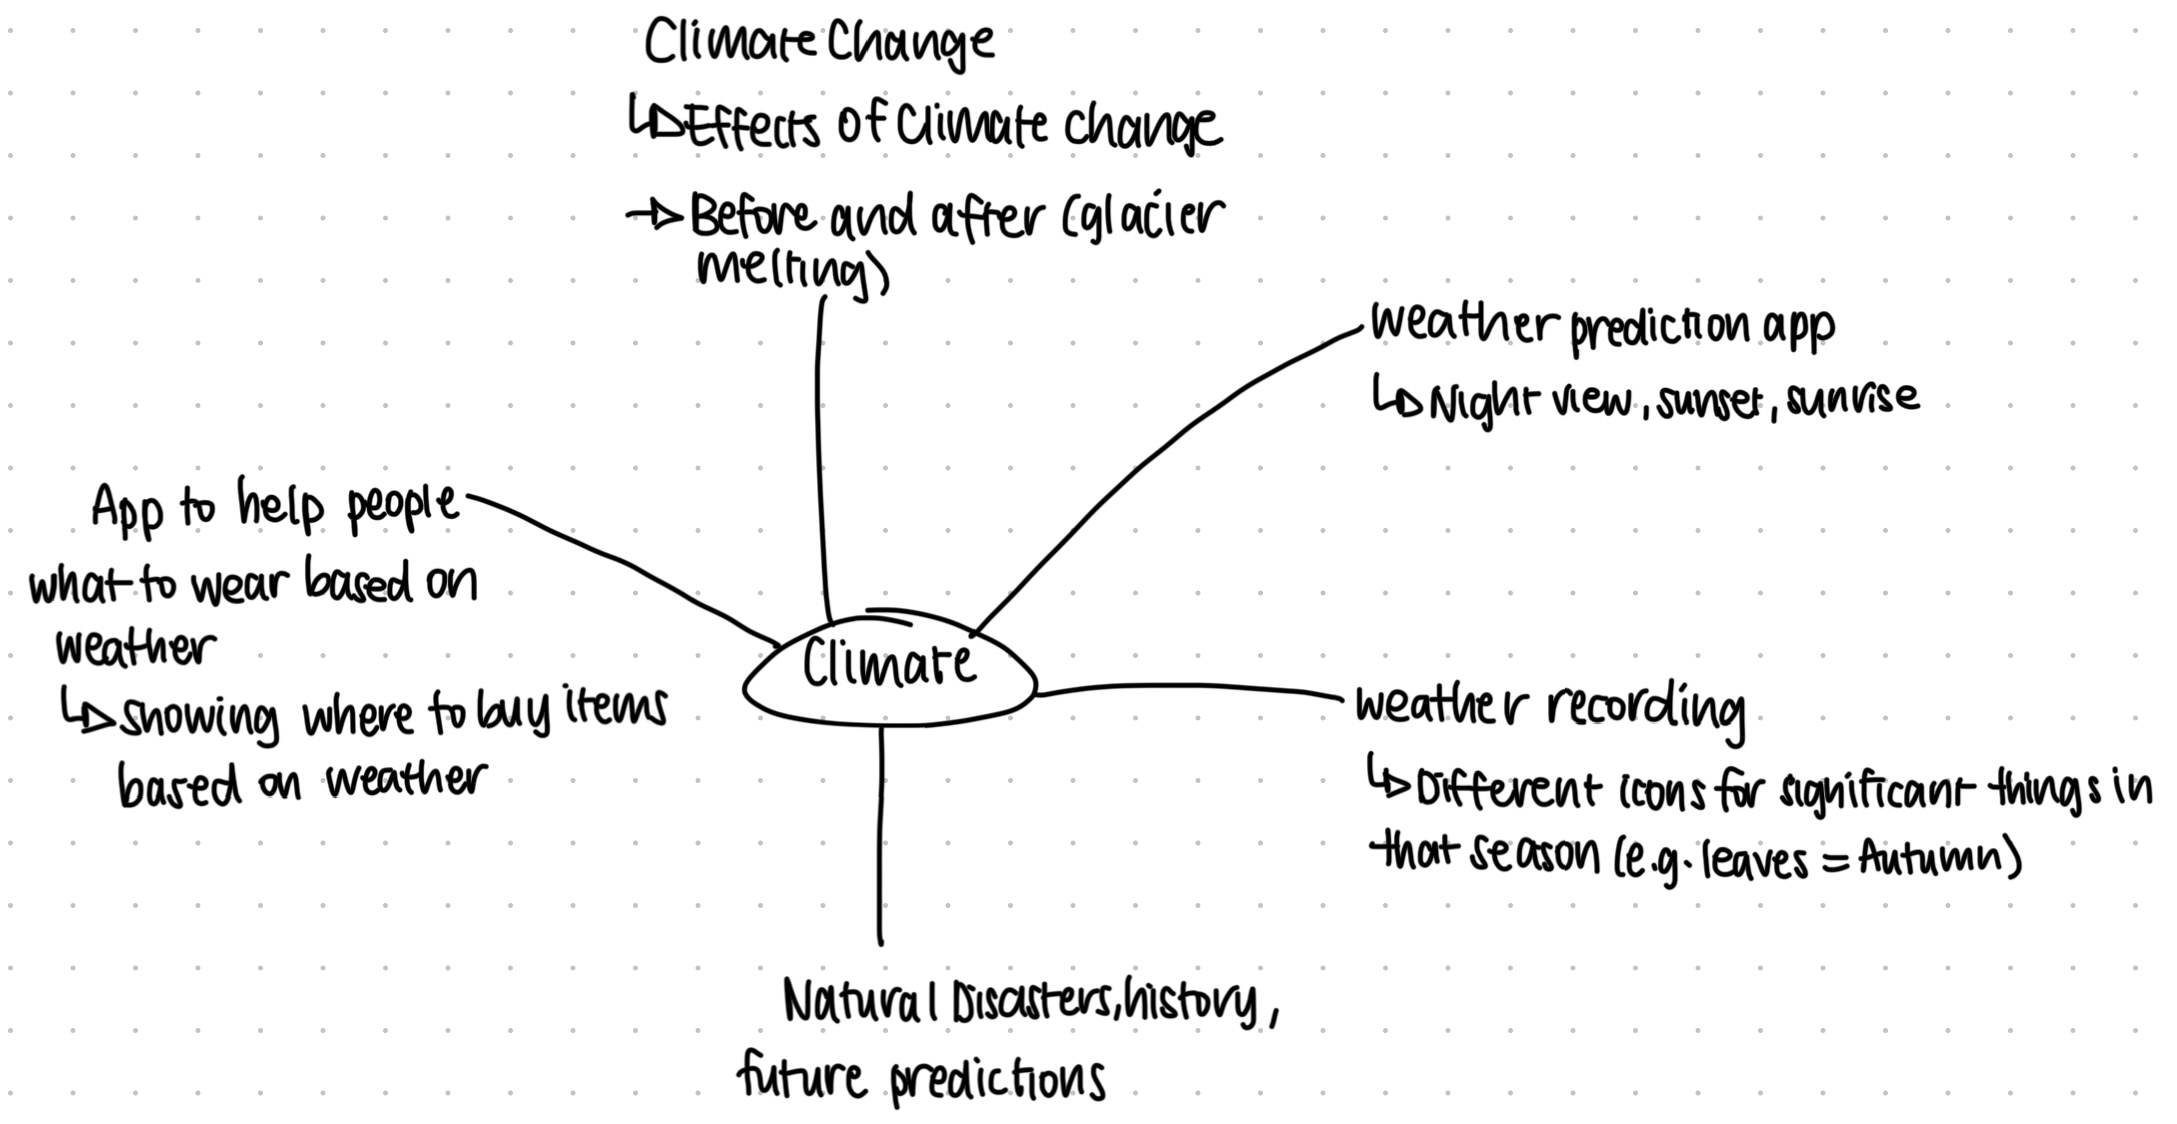 Climate Change
↳Effects of Climate change
→Before and after (glacier
melting)
weather prediction app
↳Night view, sunset, sunrise
App to help people
what to wear based on
weather
↳showing where to buy items
based on weather
Climate
weather recording
↳Different icons for significant things in
that season (e.g. leaves = Autumn)
Natural Disasters, history,
future predictions